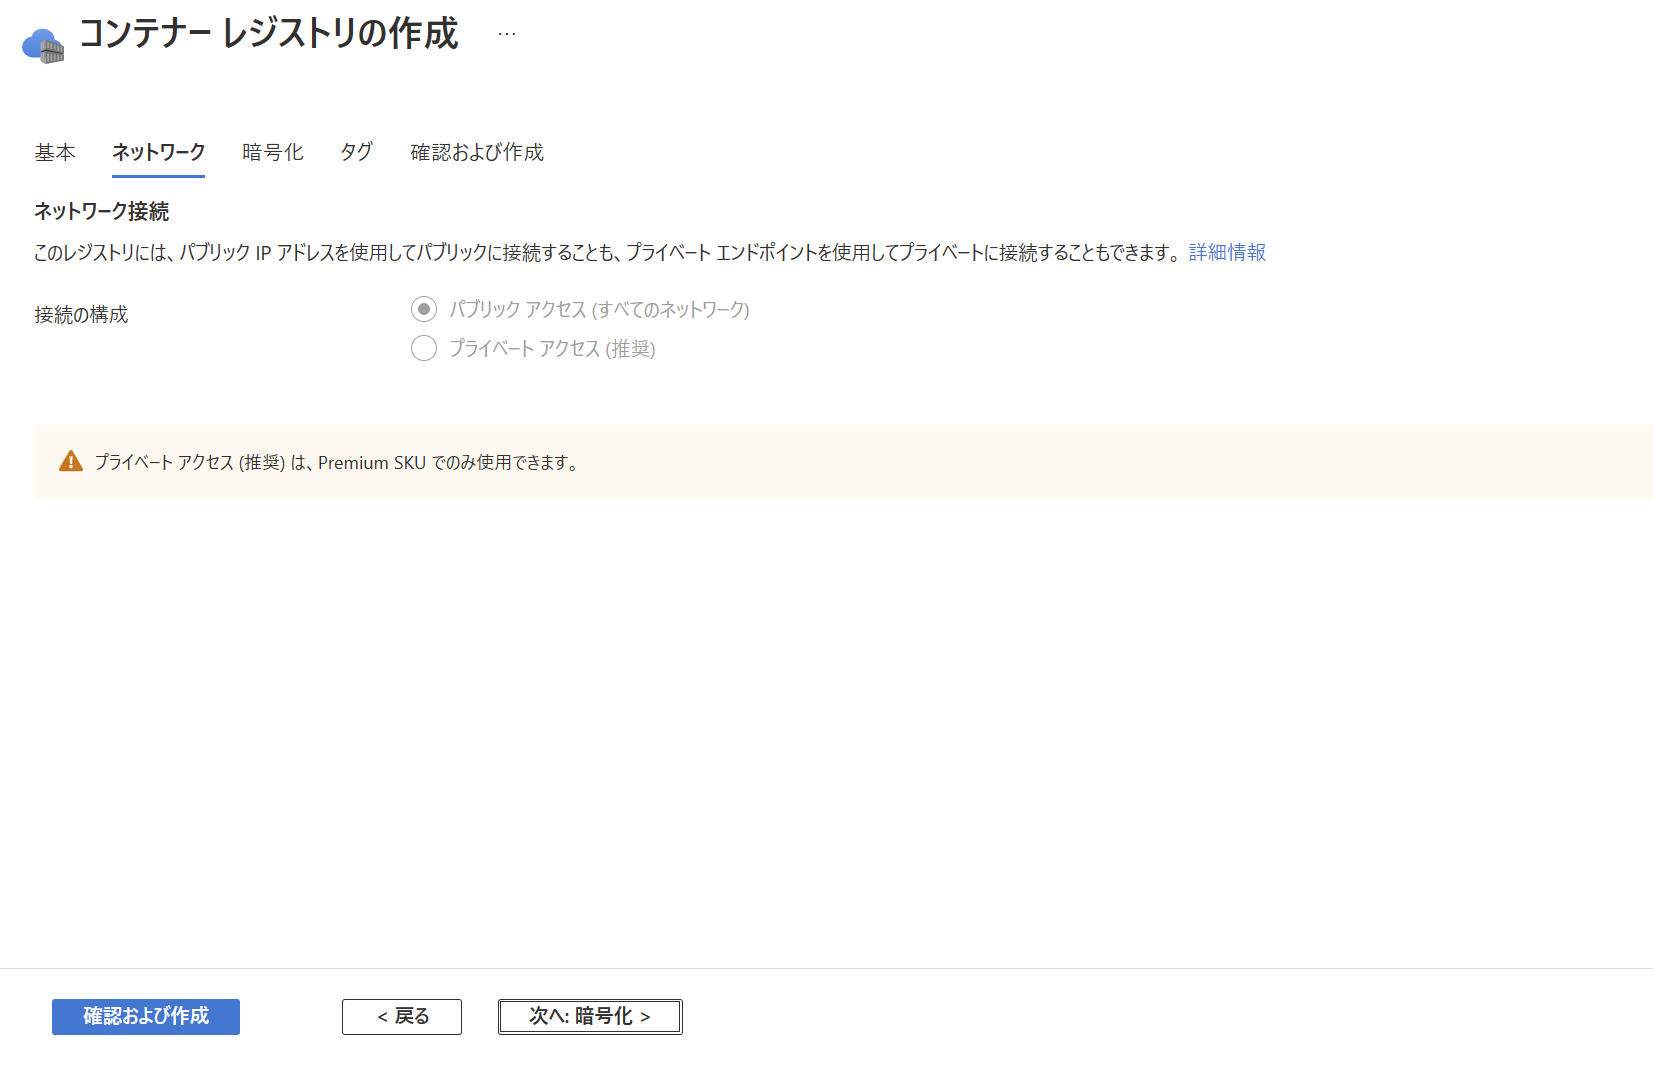 コンテナー レジストリの作成 …
基本 ネットワーク 暗号化 タグ 確認および作成
ネットワーク接続
このレジストリには、パブリック IP アドレスを使用してパブリックに接続することも、プライベート エンドポイントを使用してプライベートに接続することもできます。 詳細情報
接続の構成
パブリック アクセス (すべてのネットワーク)
プライベート アクセス (推奨)
プライベート アクセス (推奨) は、Premium SKU でのみ使用できます。
確認および作成 < 戻る 次へ: 暗号化 >